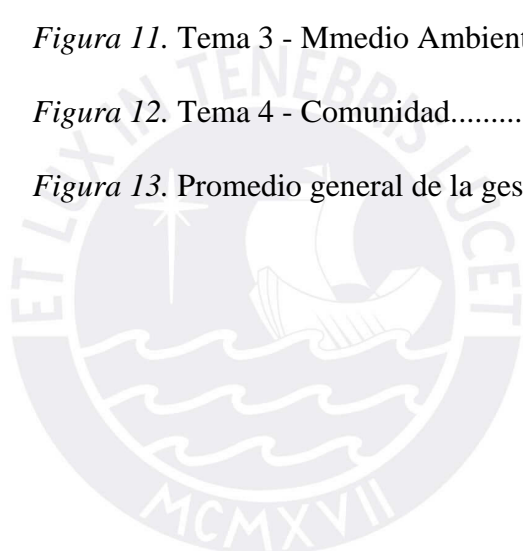 Figura 11. Tema 3 - Mmedio Ambient
Figura 12. Tema 4 - Comunidad.........
Figura 13. Promedio general de la ges
ET LUX IN TENEBRIS LUCET
MCMXVII